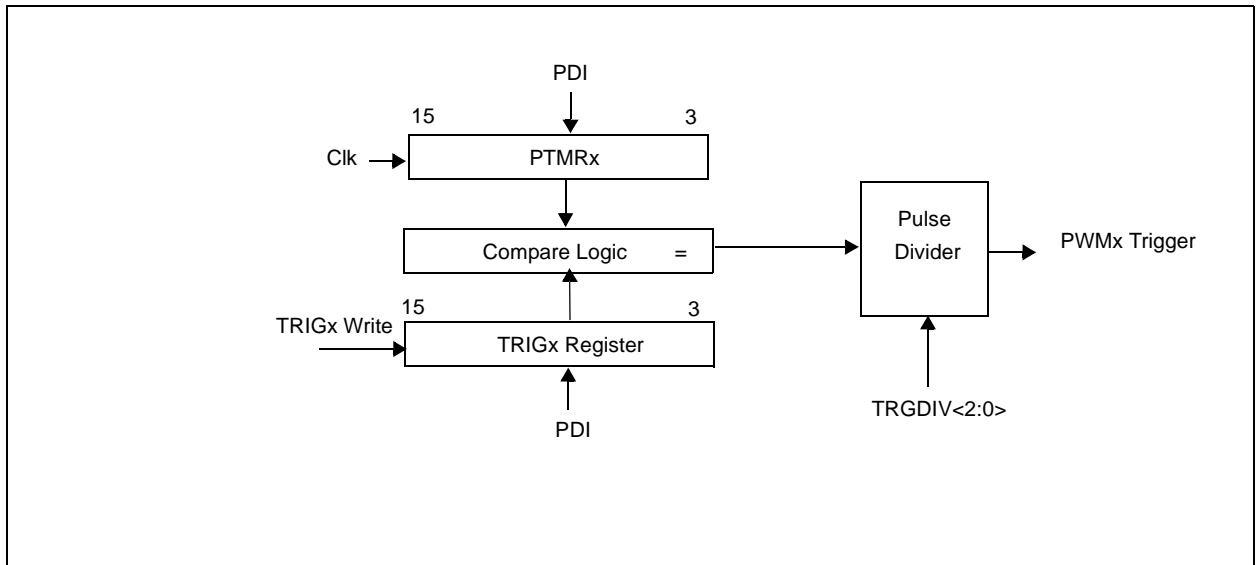 PDI
15 3
Clk PTMRx
Pulse
Divider
PWMx Trigger
Compare Logic =
15 3
TRIGx Write
TRIGx Register
TRGDIV<2:0>
PDI